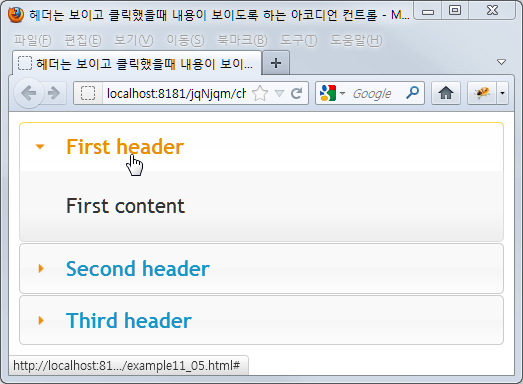 헤더는 보이고 클릭했을때 내용이 보이도록 하는 아코디언 컨트롤 - M...
파일(F) 편집(E) 보기(V) 이동(S) 북마크(B) 도구(T) 도움말(H)
헤더는 보이고 클릭했을때 내용이 보이...
localhost:8181/jqNjqm/ch
Google
First header
First content
Second header
Third header
http://localhost:81.../example11_05.html#